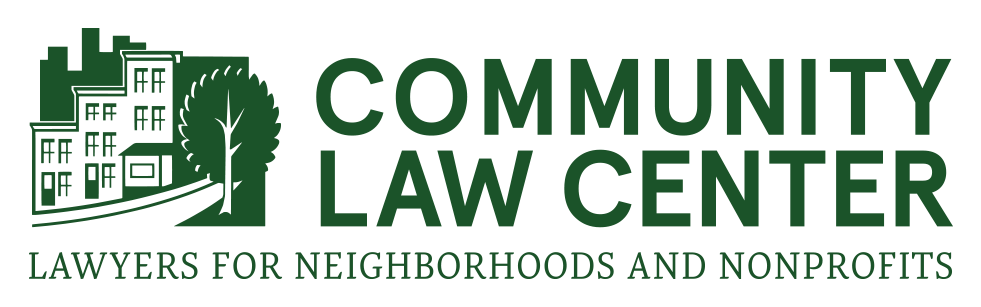 COMMUNITY
LAW CENTER
LAWYERS FOR NEIGHBORHOODS AND NONPROFITS